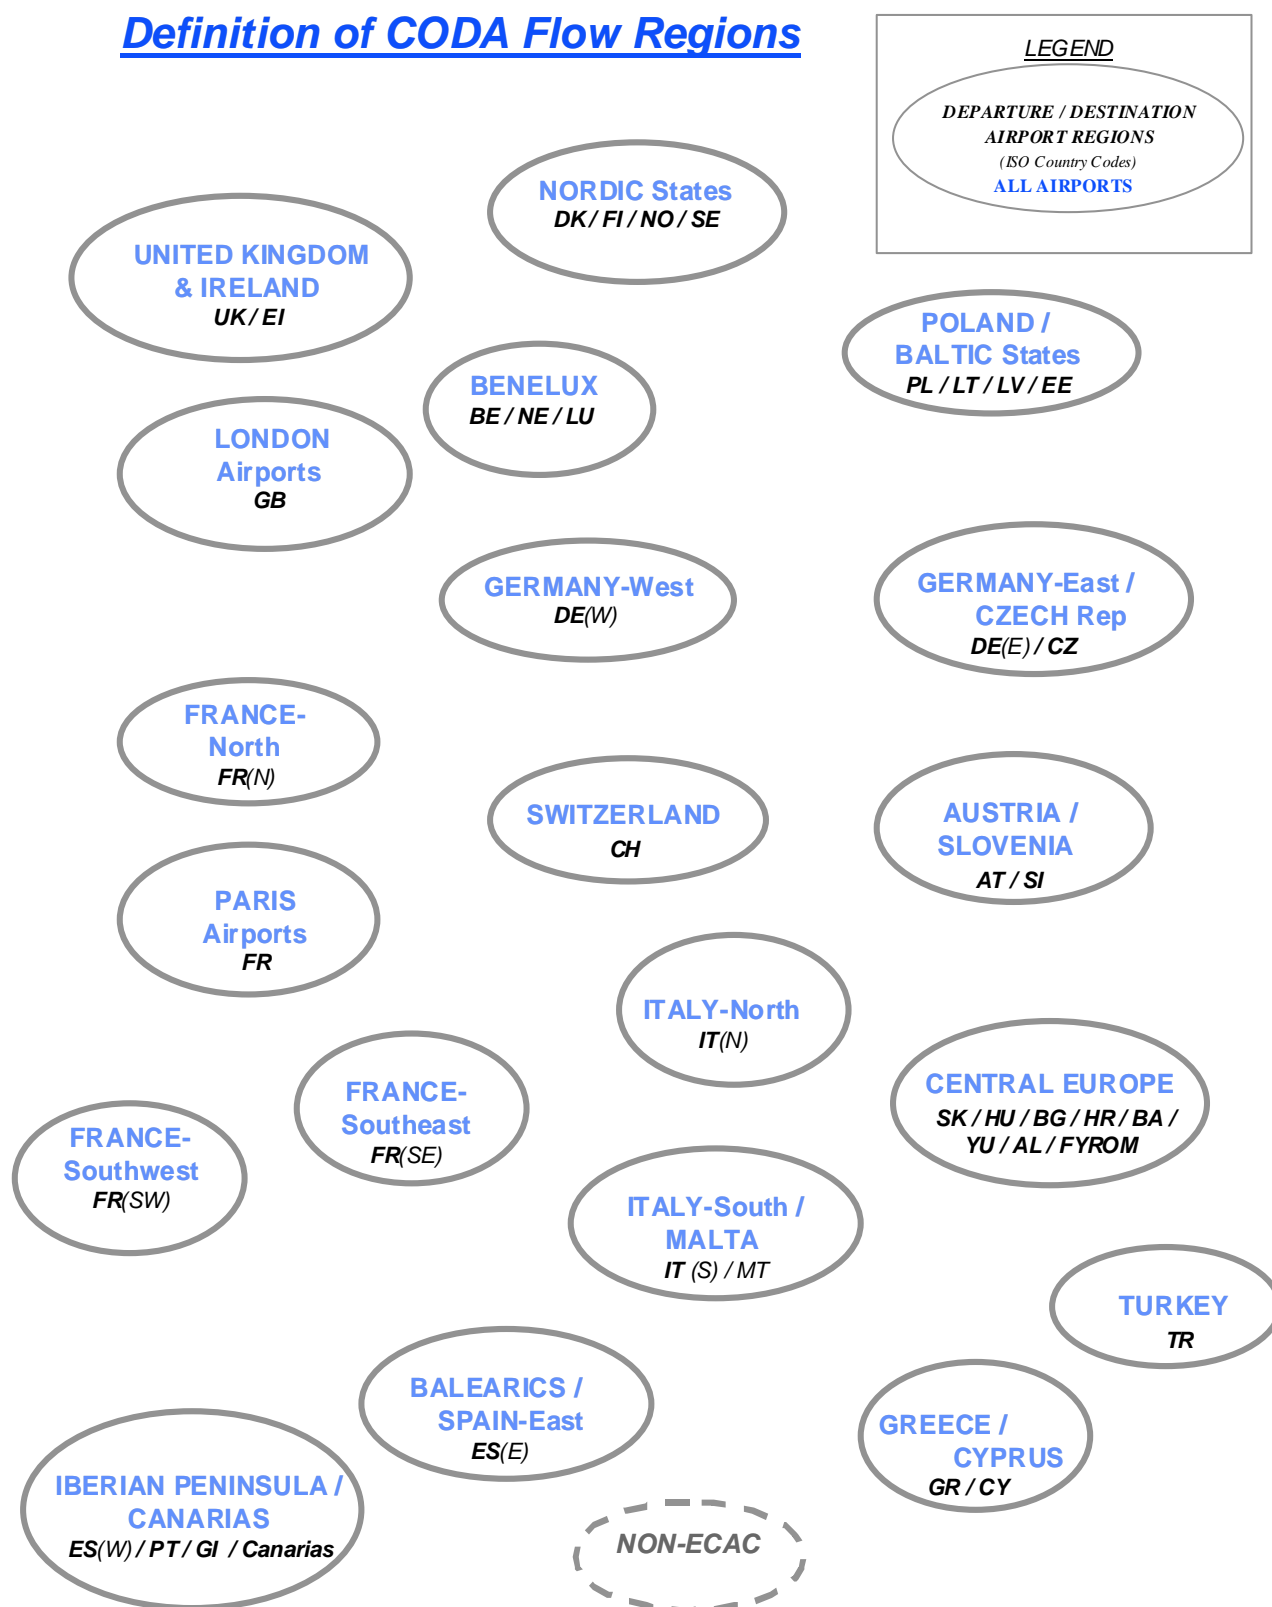 Definition of CODA Flow Regions
LEGEND
DEPARTURE / DESTINATION
AIRPORT REGIONS
(ISO Country Codes)
ALL AIRPORTS
NORDIC States
DK / FI / NO / SE
UNITED KINGDOM
& IRELAND
UK / EI
POLAND /
BALTIC States
PL / LT / LV / EE
BENELUX
BE / NE / LU
LONDON
Airports
GB
GERMANY-West
DE(W)
GERMANY-East /
CZECH Rep
DE(E) / CZ
FRANCE-
North
FR(N)
SWITZERLAND
CH
AUSTRIA /
SLOVENIA
AT / SI
PARIS
Airports
FR
ITALY-North
IT(N)
FRANCE-
Southeast
FR(SE)
CENTRAL EUROPE
SK / HU / BG / HR / BA /
YU / AL / FYROM
FRANCE-
Southwest
FR(SW)
ITALY-South /
MALTA
IT (S) / MT
TURKEY
TR
BALEARICS /
SPAIN-East
ES(E)
GREECE /
CYPRUS
GR / CY
IBERIAN PENINSULA /
CANARIAS
ES(W) / PT / GI / Canarias
NON-ECAC